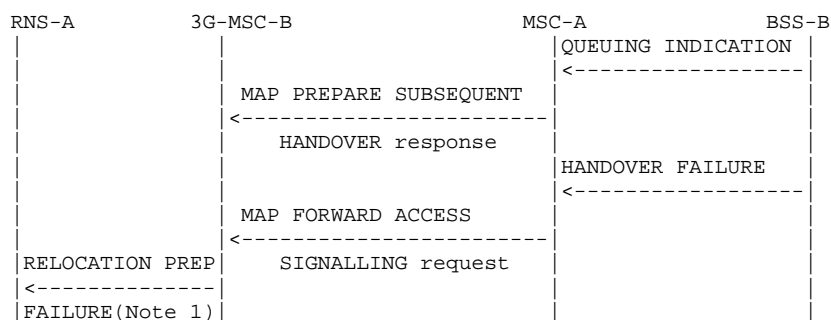 RNS-A 3G-MSC-B MSC-A BSS-B
QUEUING INDICATION
MAP PREPARE SUBSEQUENT
HANDOVER response
HANDOVER FAILURE
MAP FORWARD ACCESS
RELOCATION PREP SIGNALLING request
FAILURE(Note 1)